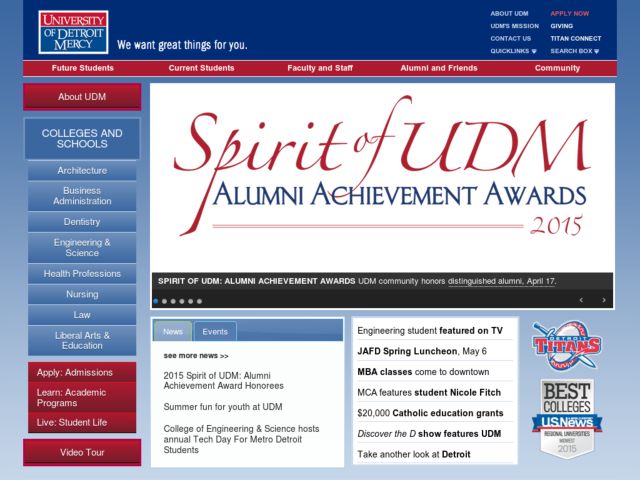 UNIVERSITY
OF DETROIT
MERCY
We want great things for you.
ABOUT UDM
APPLY NOW
UDM'S MISSION
GIVING
CONTACT US
TITAN CONNECT
QUICKLINKS
SEARCH BOX
Future Students
Current Students
Faculty and Staff
Alumni and Friends
Community
About UDM
COLLEGES AND
SCHOOLS
Architecture
Business
Administration
Dentistry
Engineering &
Science
Health Professions
Nursing
Law
Liberal Arts &
Education
Apply: Admissions
Learn: Academic
Programs
Live: Student Life
Video Tour
Spirit of UDM
ALUMNI ACHIEVEMENT AWARDS
2015
SPIRIT OF UDM: ALUMNI ACHIEVEMENT AWARDS UDM community honors distinguished alumni, April 17.
News
Events
see more news >>
2015 Spirit of UDM: Alumni
Achievement Award Honorees
Summer fun for youth at UDM
College of Engineering & Science hosts
annual Tech Day For Metro Detroit
Students
Engineering student featured on TV
JAFD Spring Luncheon, May 6
MBA classes come to downtown
MCA features student Nicole Fitch
$20,000 Catholic education grants
Discover the D show features UDM
Take another look at Detroit
DETROIT
TITANS
BEST
COLLEGES
U.S.News
REGIONAL UNIVERSITIES
MIDWEST
2015